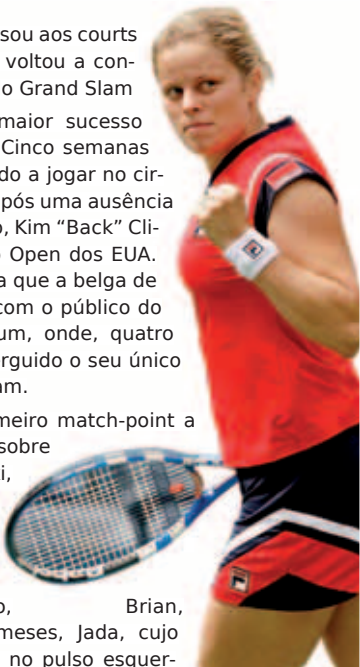 sou aos courts
voltou a con-
o Grand Slam
maior sucesso
Cinco semanas
do a jogar no cir-
pós uma ausência
o, Kim “Back” Cli-
o Open dos EUA.
a que a belga de
com o público do
um, onde, quatro
erguido o seu único
am.
meiro match-point a
sobre
i,
o, Brian,
meses, Jada, cujo
no pulso esquer-